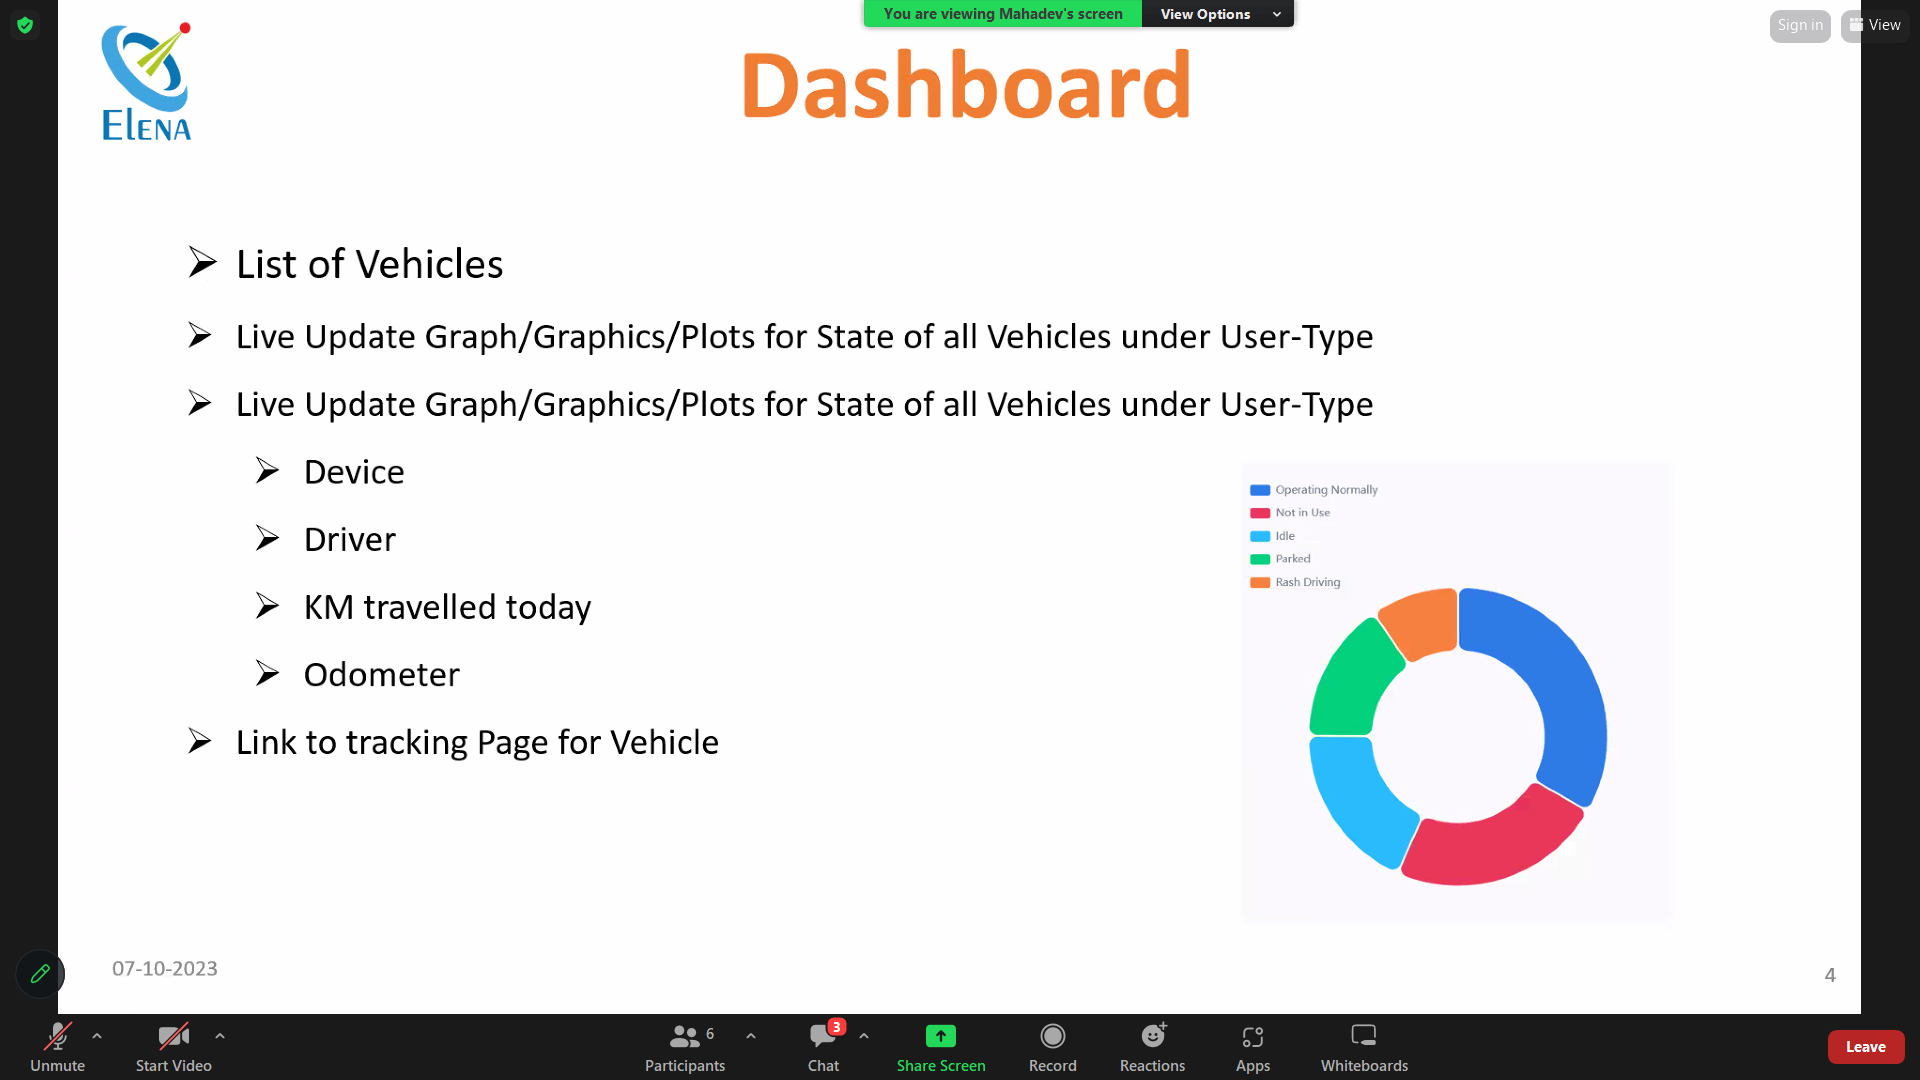 You are viewing Mahadev's screen
View Options
Sign in
View
ELENA
Dashboard
List of Vehicles
Live Update Graph/Graphics/Plots for State of all Vehicles under User-Type
Live Update Graph/Graphics/Plots for State of all Vehicles under User-Type
Device
Driver
KM travelled today
Odometer
Link to tracking Page for Vehicle
Operating Normally
Not in Use
Idle
Parked
Rash Driving
07-10-2023
4
Unmute
Start Video
6
Participants
3
Chat
Share Screen
Record
Reactions
Apps
Whiteboards
Leave